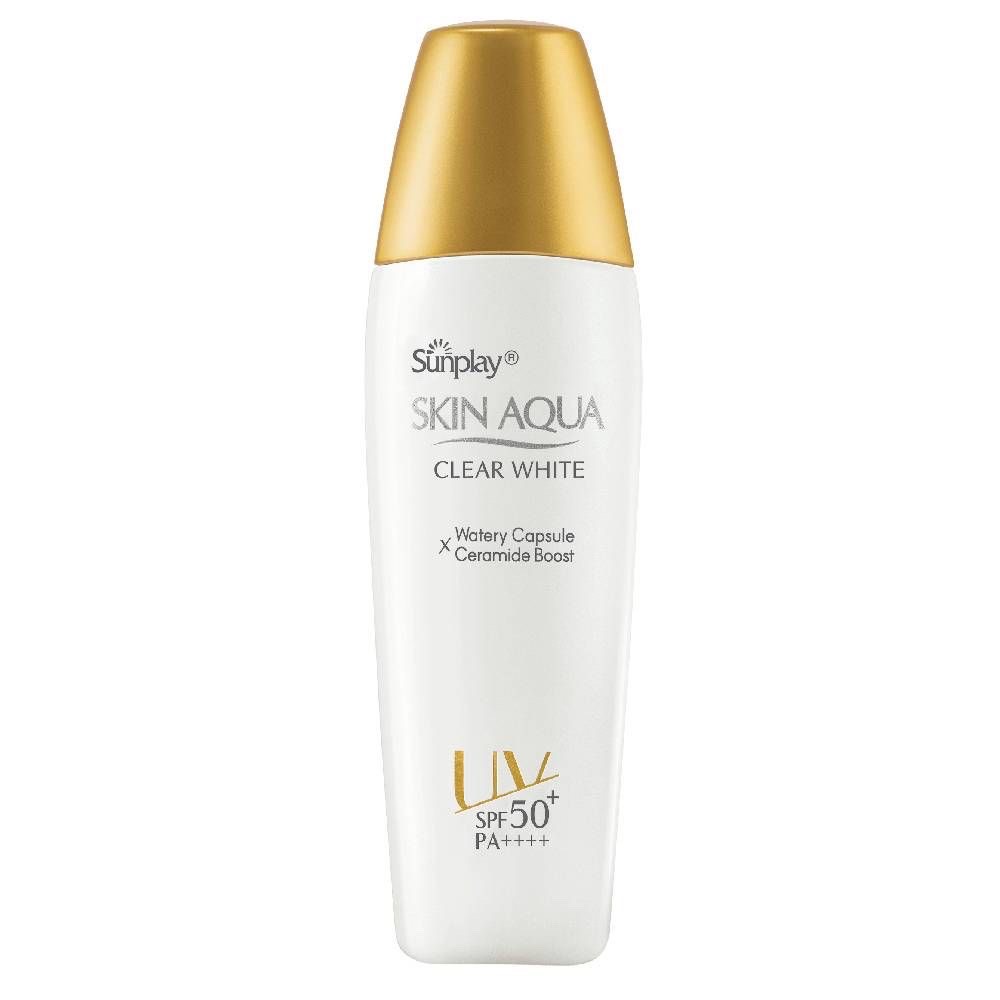 Sunplay®
SKIN AQUA
CLEAR WHITE
x Watery Capsule
Ceramide Boost
UV
SPF50+
PA++++